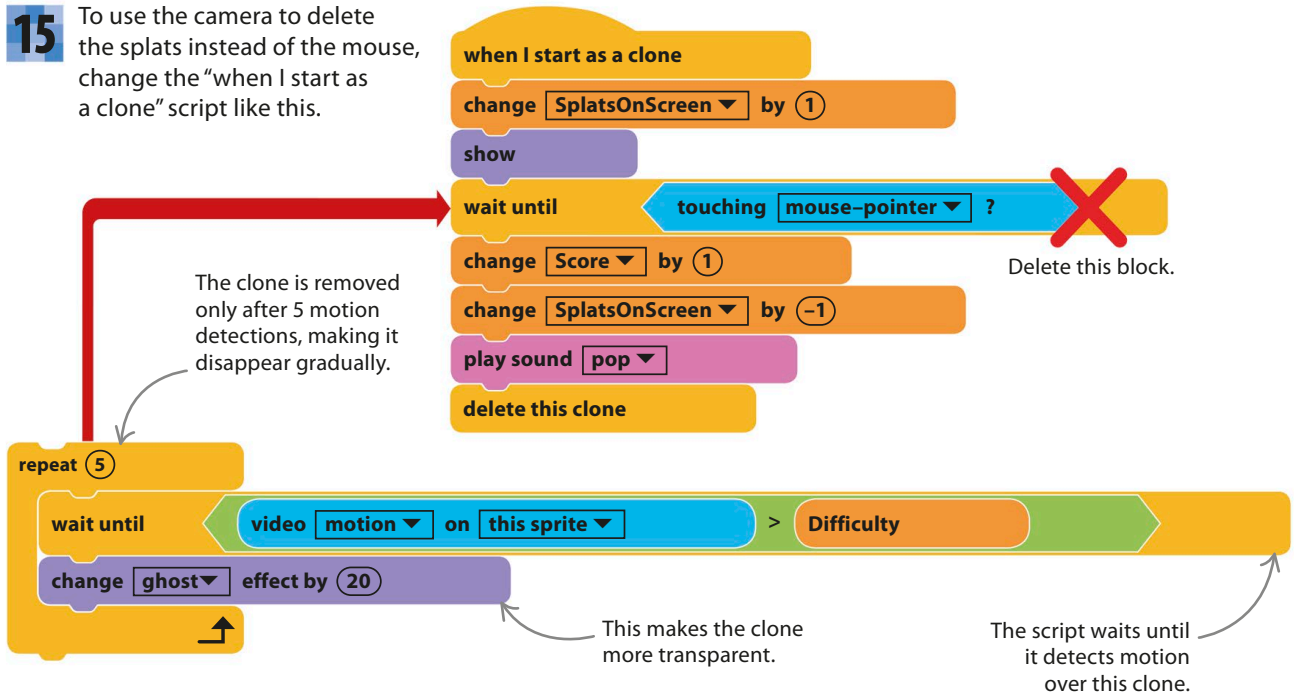 15
To use the camera to delete
the splats instead of the mouse,
change the “when I start as
a clone” script like this.
when I start as a clone
change SplatsOnScreen by 1
show
wait until touching mouse–pointer ?
Delete this block.
change Score by 1
change SplatsOnScreen by –1
play sound pop
delete this clone
The clone is removed
only after 5 motion
detections, making it
disappear gradually.
repeat 5
wait until video motion on this sprite > Difficulty
change ghost effect by 20
This makes the clone
more transparent.
The script waits until
it detects motion
over this clone.